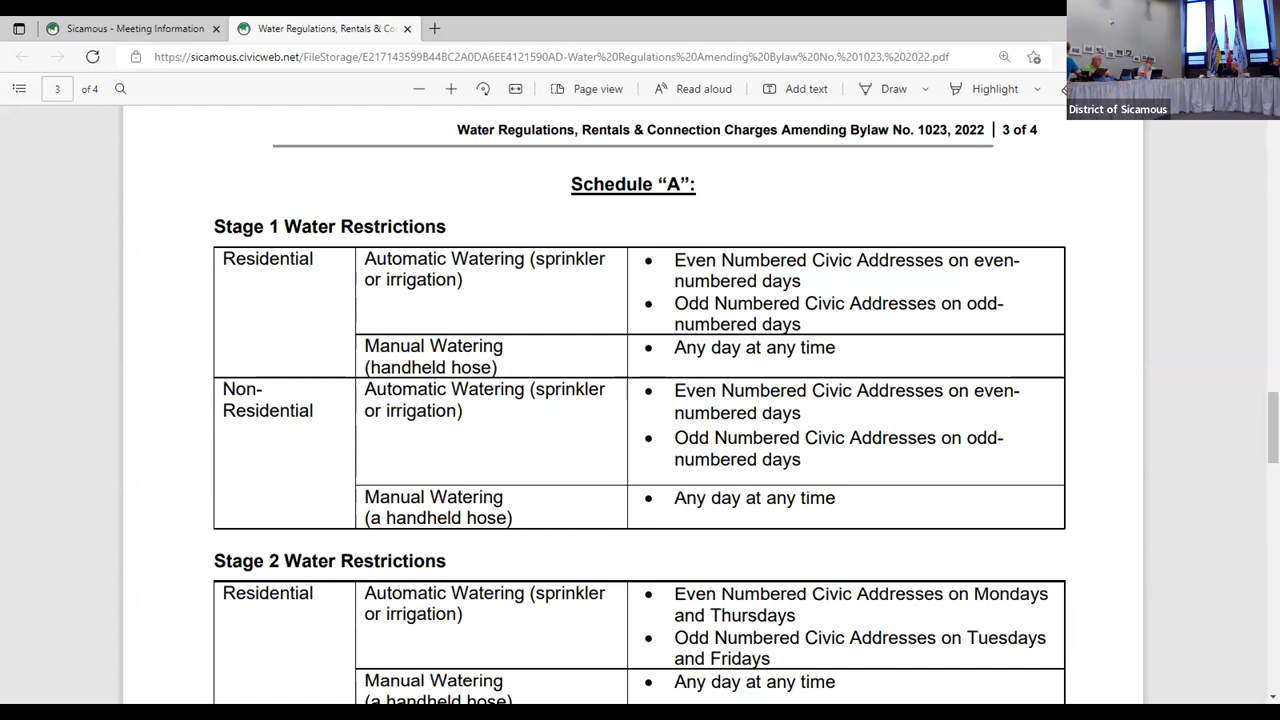 Sicamous - Meeting Information
Water Regulations, Rentals & Co
https://sicamous.civicweb.net/FileStorage/E217143599B44BC2A0DA6EE4121590AD-Water%20Regulations%20Amending%20Bylaw%20No.%201023,%202022.pdf
3 of 4
Page view
Read aloud
Add text
Draw
Highlight
District of Sicamous
Water Regulations, Rentals & Connection Charges Amending Bylaw No. 1023, 2022 | 3 of 4
Schedule “A”:
Stage 1 Water Restrictions
Residential
Automatic Watering (sprinkler
or irrigation)
• Even Numbered Civic Addresses on even-
numbered days
• Odd Numbered Civic Addresses on odd-
numbered days
Manual Watering
(handheld hose)
• Any day at any time
Non-
Residential
Automatic Watering (sprinkler
or irrigation)
• Even Numbered Civic Addresses on even-
numbered days
• Odd Numbered Civic Addresses on odd-
numbered days
Manual Watering
(a handheld hose)
• Any day at any time
Stage 2 Water Restrictions
Residential
Automatic Watering (sprinkler
or irrigation)
• Even Numbered Civic Addresses on Mondays
and Thursdays
• Odd Numbered Civic Addresses on Tuesdays
and Fridays
Manual Watering
(a handheld hose)
• Any day at any time